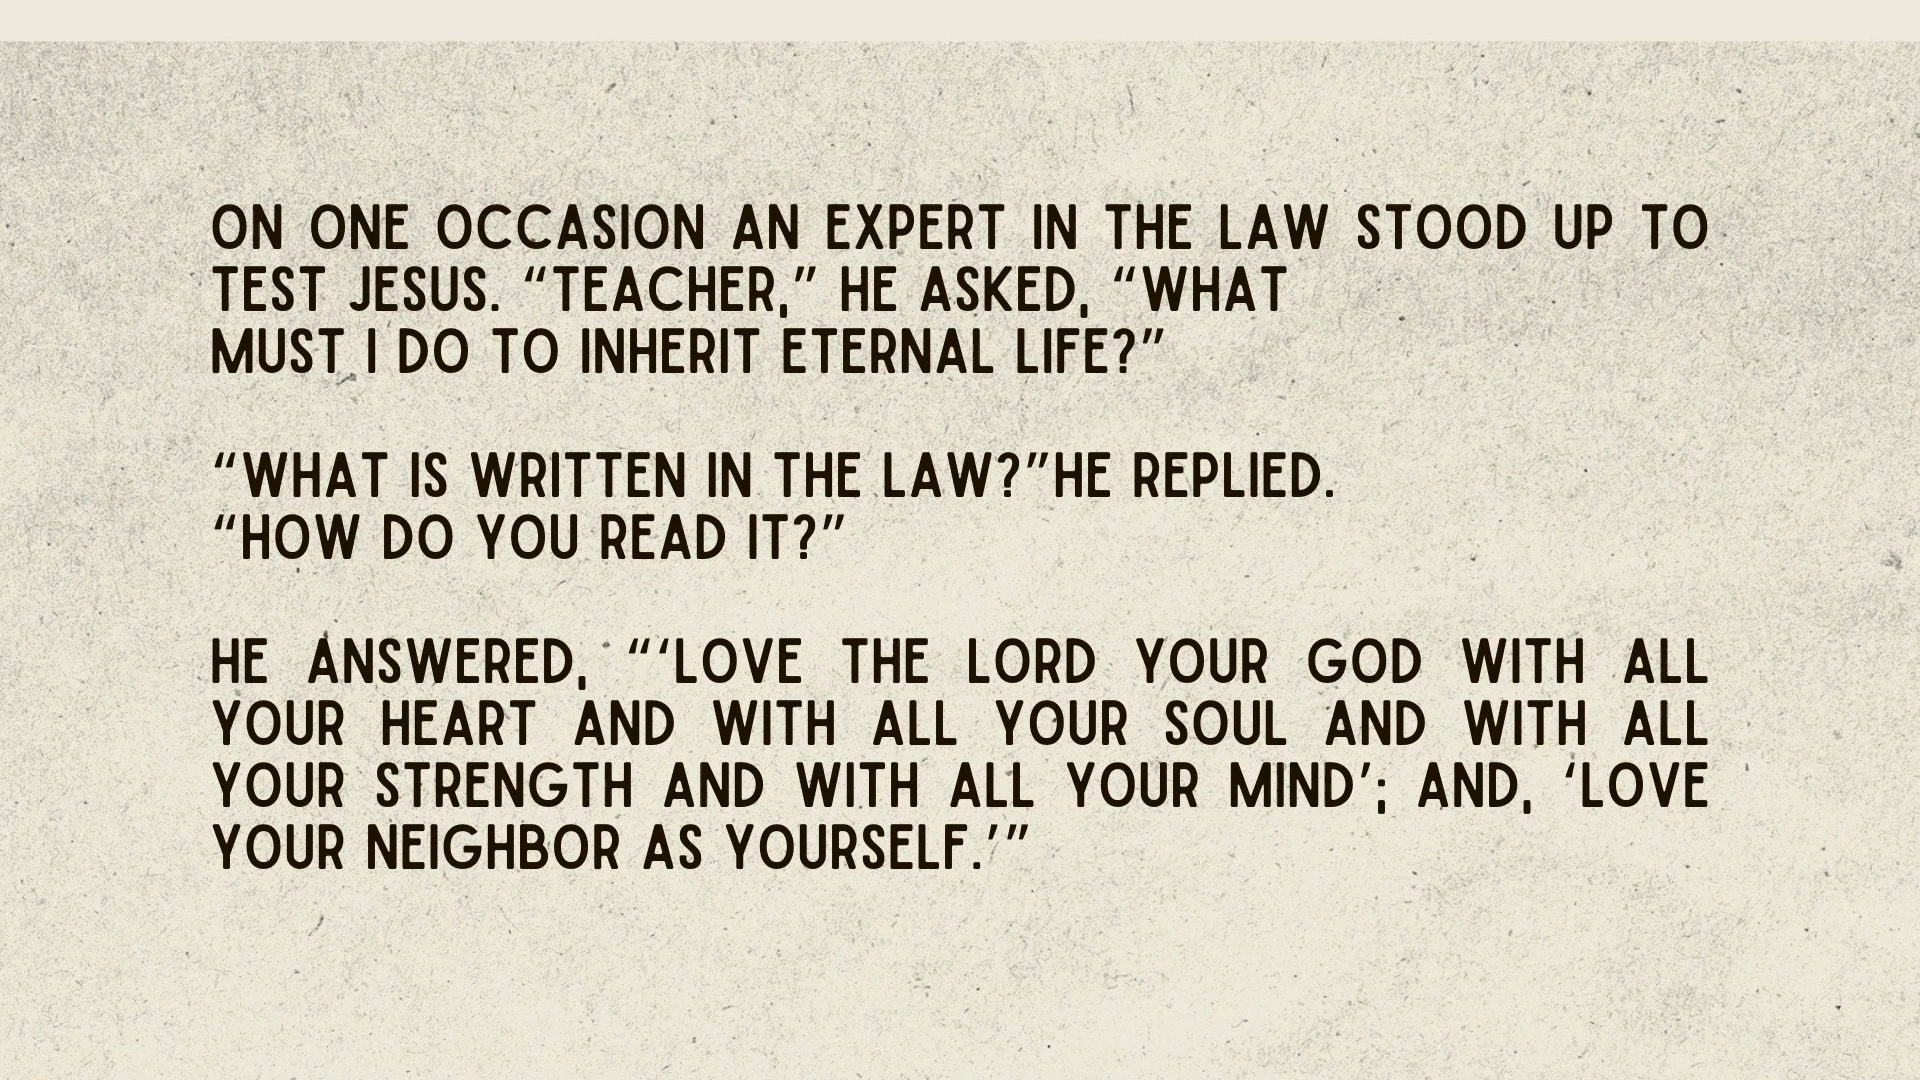 ON ONE OCCASION AN EXPERT IN THE LAW STOOD UP TO
TEST JESUS. “TEACHER,” HE ASKED, “WHAT
MUST I DO TO INHERIT ETERNAL LIFE?”
“WHAT IS WRITTEN IN THE LAW?”HE REPLIED.
“HOW DO YOU READ IT?”
HE ANSWERED, “‘LOVE THE LORD YOUR GOD WITH ALL
YOUR HEART AND WITH ALL YOUR SOUL AND WITH ALL
YOUR STRENGTH AND WITH ALL YOUR MIND’; AND, ‘LOVE
YOUR NEIGHBOR AS YOURSELF.’”